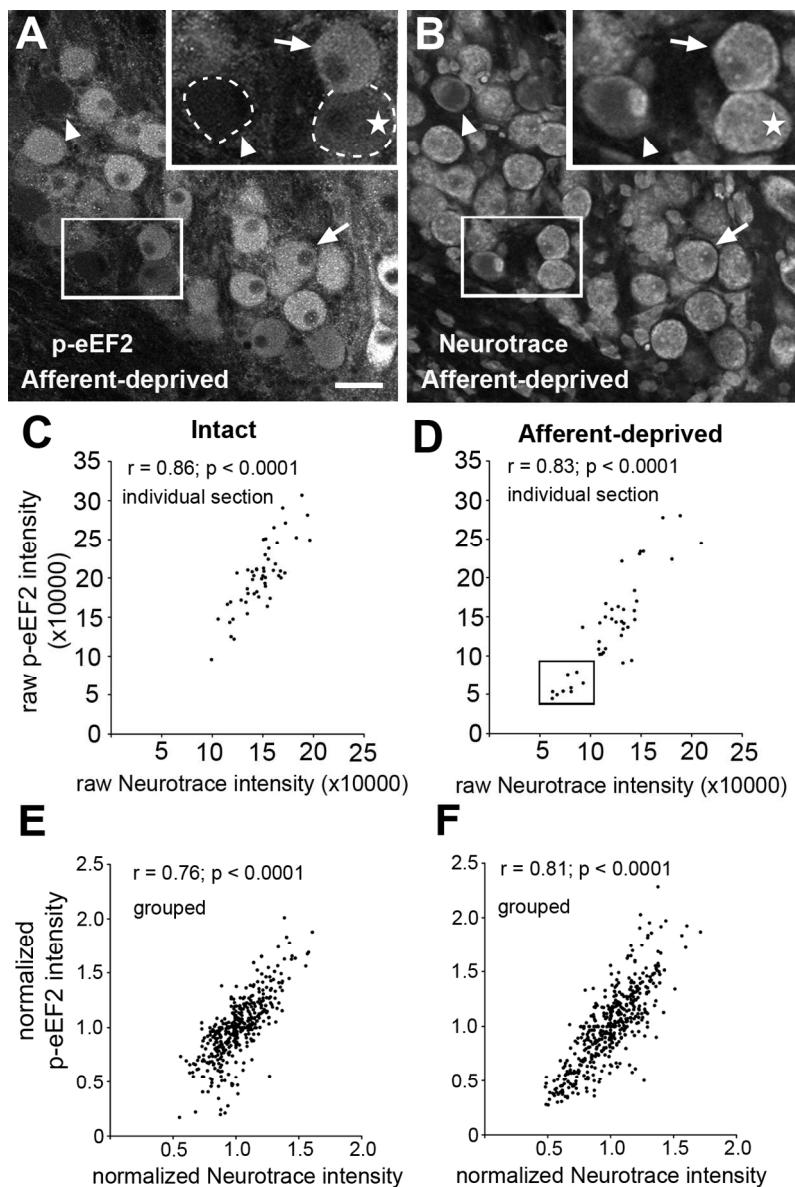 A
B
p-eEF2
Afferent-deprived
Neurotrace
Afferent-deprived
C
Intact
r = 0.86; p < 0.0001
individual section
35
30
25
20
15
10
5
0
raw p-eEF2 intensity
(x10000)
5
10
15
20
25
raw Neurotrace intensity (x10000)
D
Afferent-deprived
r = 0.83; p < 0.0001
individual section
35
30
25
20
15
10
5
0
5
10
15
20
25
raw Neurotrace intensity (x10000)
E
r = 0.76; p < 0.0001
grouped
2.5
2.0
1.5
1.0
0.5
0
normalized
p-eEF2 intensity
0.5
1.0
1.5
2.0
normalized Neurotrace intensity
F
r = 0.81; p < 0.0001
grouped
2.5
2.0
1.5
1.0
0.5
0
0.5
1.0
1.5
2.0
normalized Neurotrace intensity